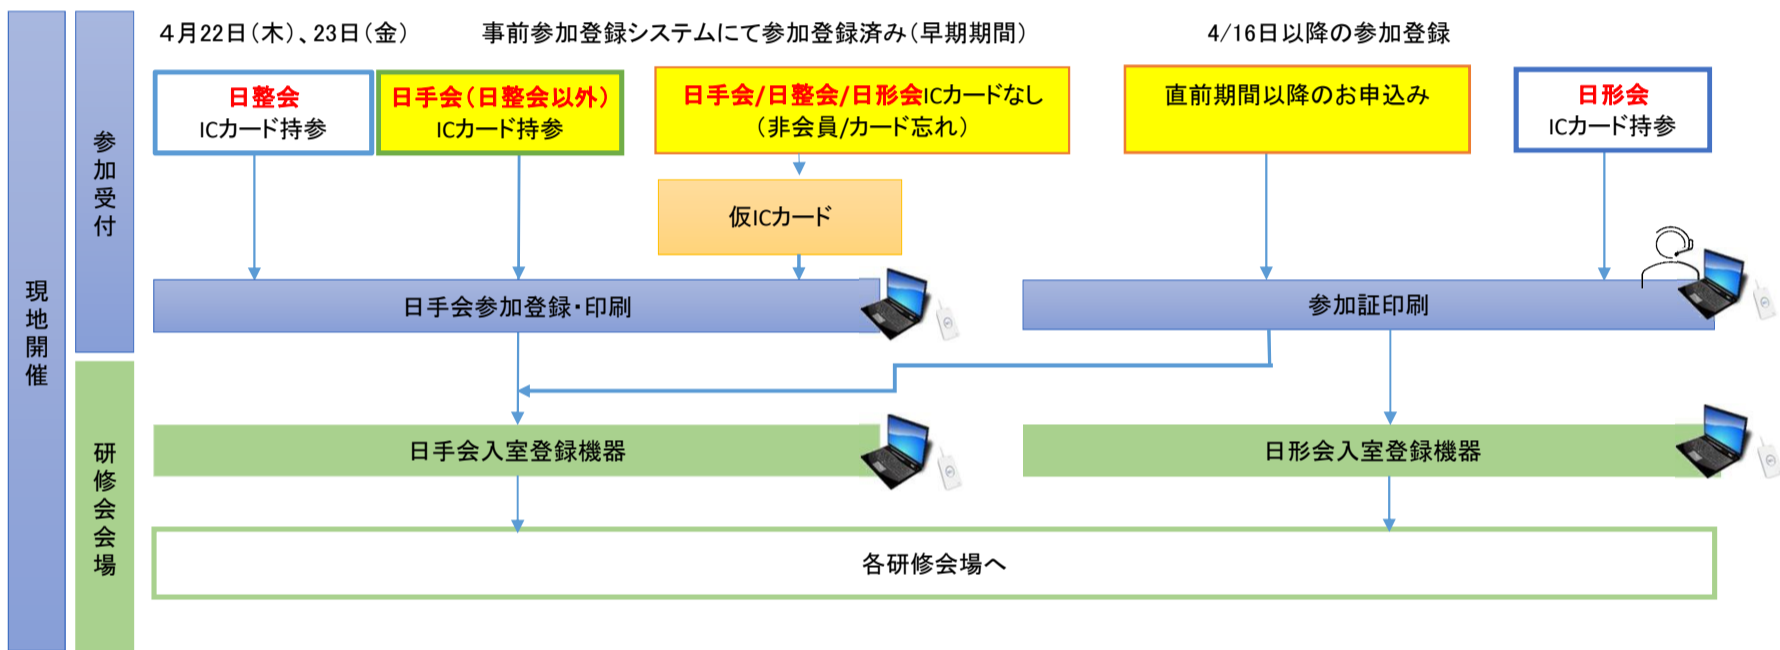 4月22日(木)、23日(金)
事前参加登録システムにて参加登録済み(早期期間)
4/16日以降の参加登録
現地開催
参加受付
日整会
ICカード持参
日手会(日整会以外)
ICカード持参
日手会/日整会/日形会ICカードなし
(非会員/カード忘れ)
直前期間以降のお申込み
日形会
ICカード持参
仮ICカード
日手会参加登録・印刷
参加証印刷
研修会会場
日手会入室登録機器
日形会入室登録機器
各研修会場へ